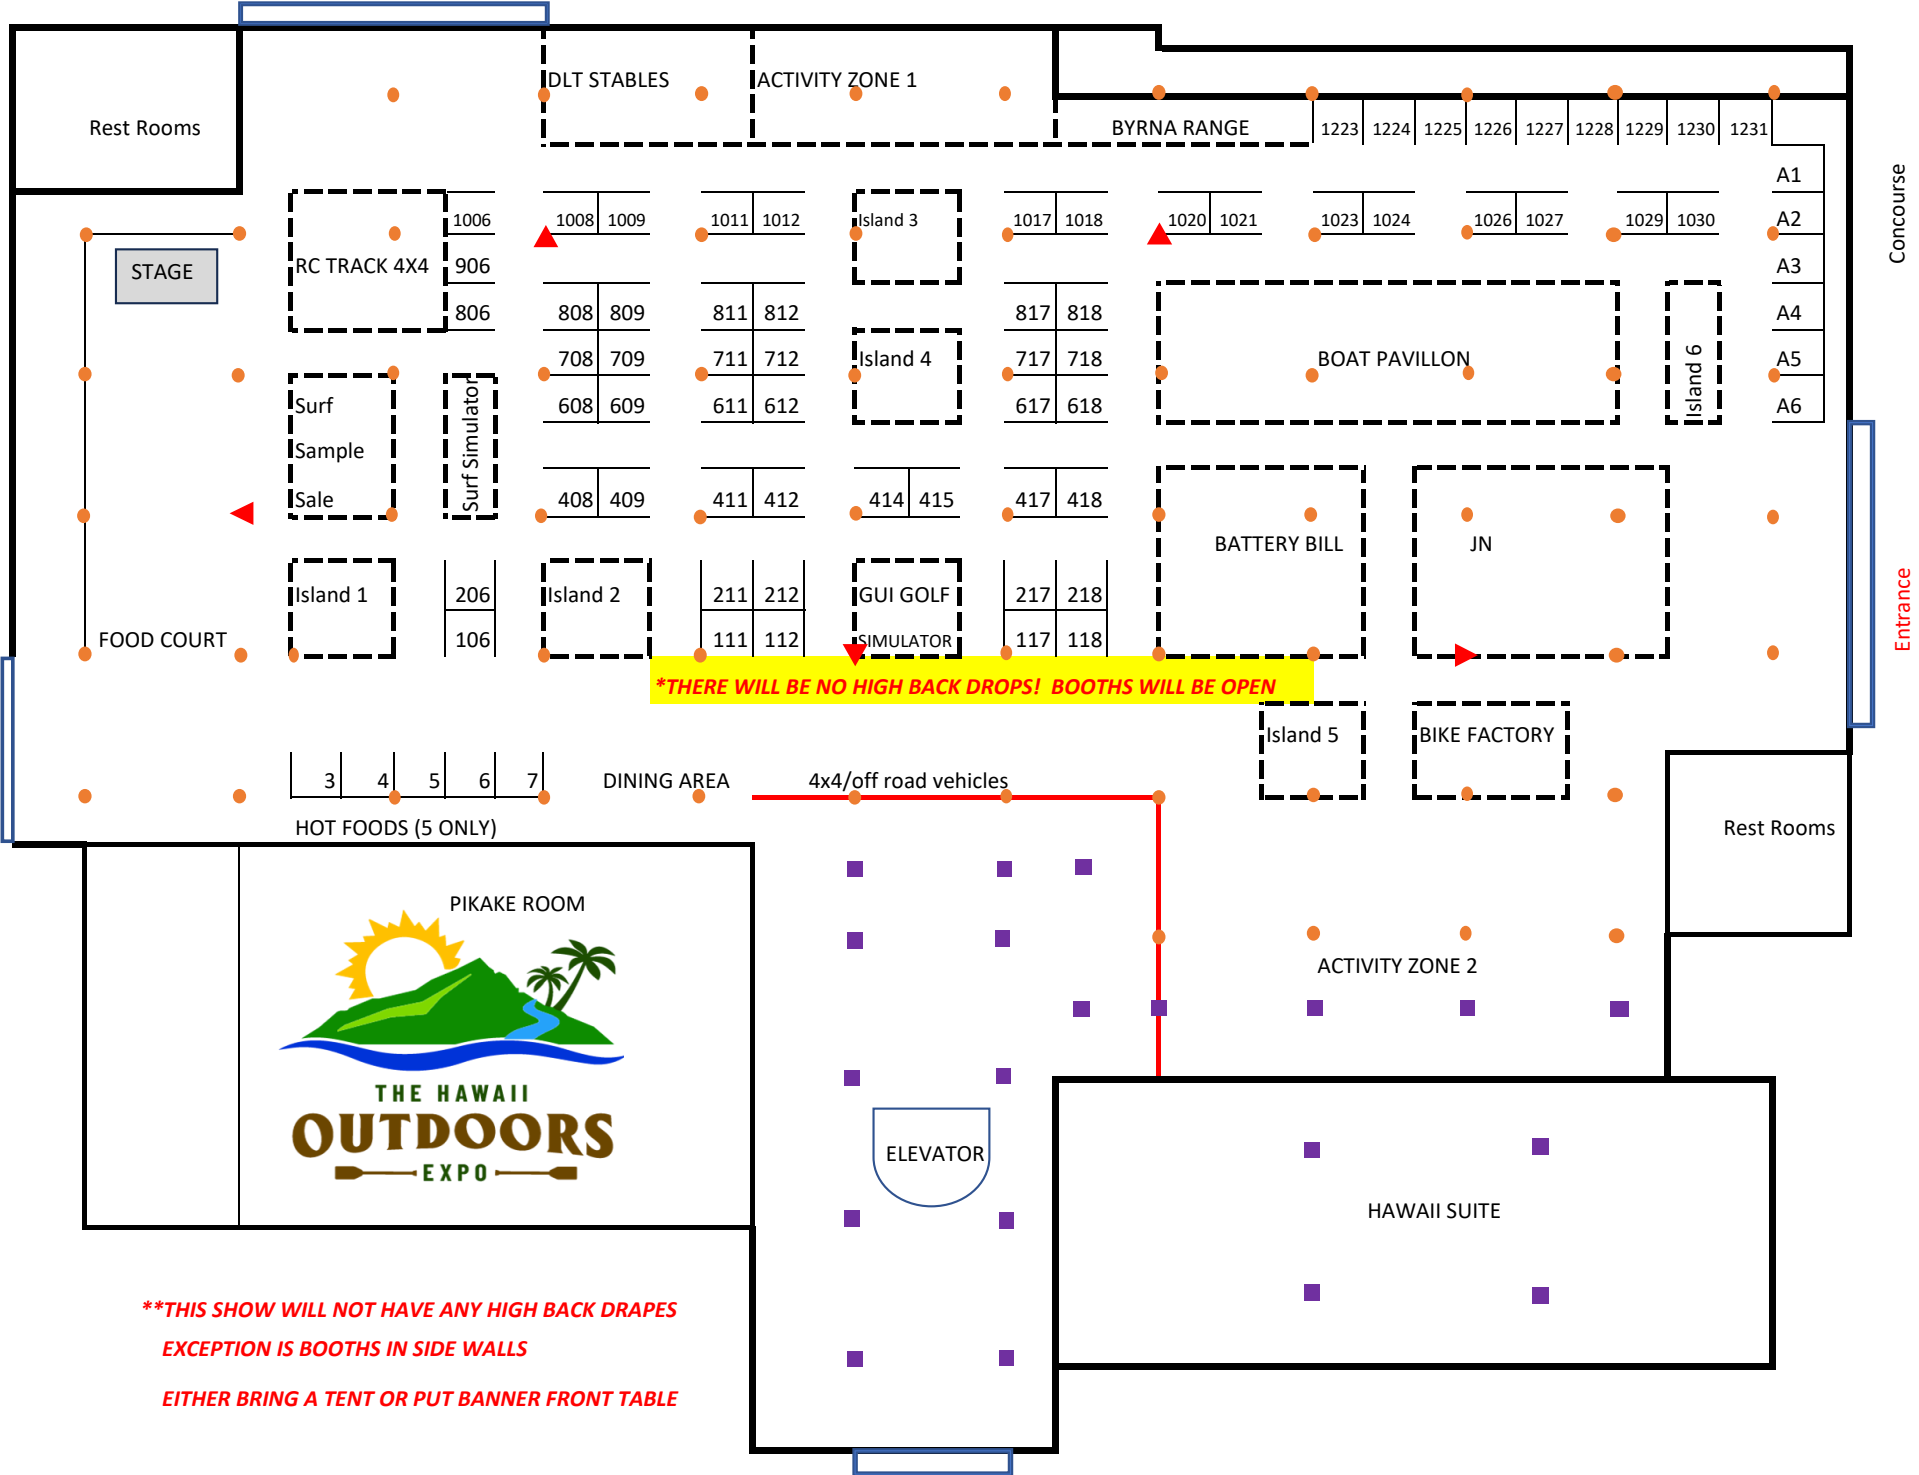 DLT STABLES
ACTIVITY ZONE 1
Rest Rooms
BYRNA RANGE
1223 1224 1225 1226 1227 1228 1229 1230 1231
A1
1006 1008 1009 1011 1012 Island 3 1017 1018 1020 1021 1023 1024 1026 1027 1029 1030 A2
Concourse
STAGE
RC TRACK 4X4 906 A3
806 808 809 811 812 817 818 A4
708 709 711 712 Island 4 717 718 BOAT PAVILLON A5
Island 6
Surf 608 609 611 612 617 618 A6
Sample
Sale
Surf Simulator
408 409 411 412 414 415 417 418
BATTERY BILL
JN
Island 1 206 Island 2 211 212 GUI GOLF 217 218
Entrance
FOOD COURT 106 111 112 SIMULATOR 117 118
*THERE WILL BE NO HIGH BACK DROPS! BOOTHS WILL BE OPEN
Island 5
BIKE FACTORY
3 4 5 6 7 DINING AREA 4x4/off road vehicles
HOT FOODS (5 ONLY)
Rest Rooms
PIKAKE ROOM
ACTIVITY ZONE 2
THE HAWAII
OUTDOORS
EXPO
ELEVATOR
HAWAII SUITE
**THIS SHOW WILL NOT HAVE ANY HIGH BACK DRAPES
EXCEPTION IS BOOTHS IN SIDE WALLS
EITHER BRING A TENT OR PUT BANNER FRONT TABLE